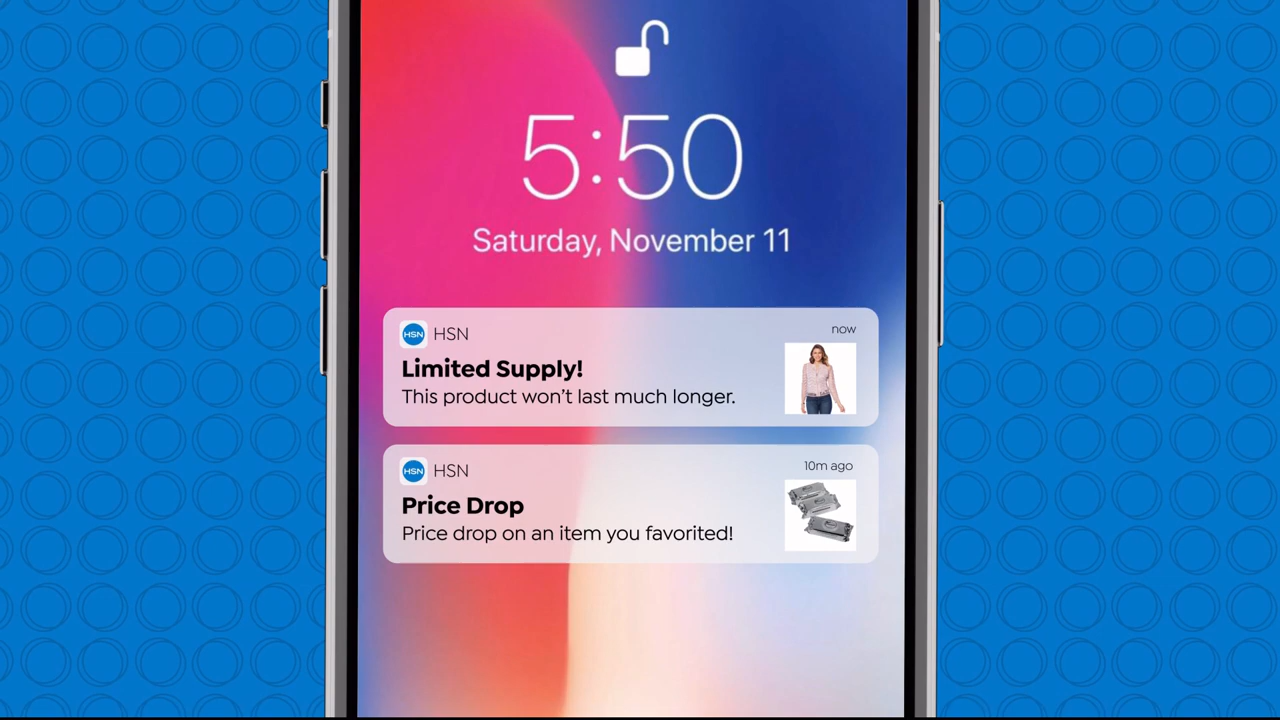 5:50
Saturday, November 11
HSN HSN now
Limited Supply!
This product won't last much longer.
HSN HSN 10m ago
Price Drop
Price drop on an item you favorited!